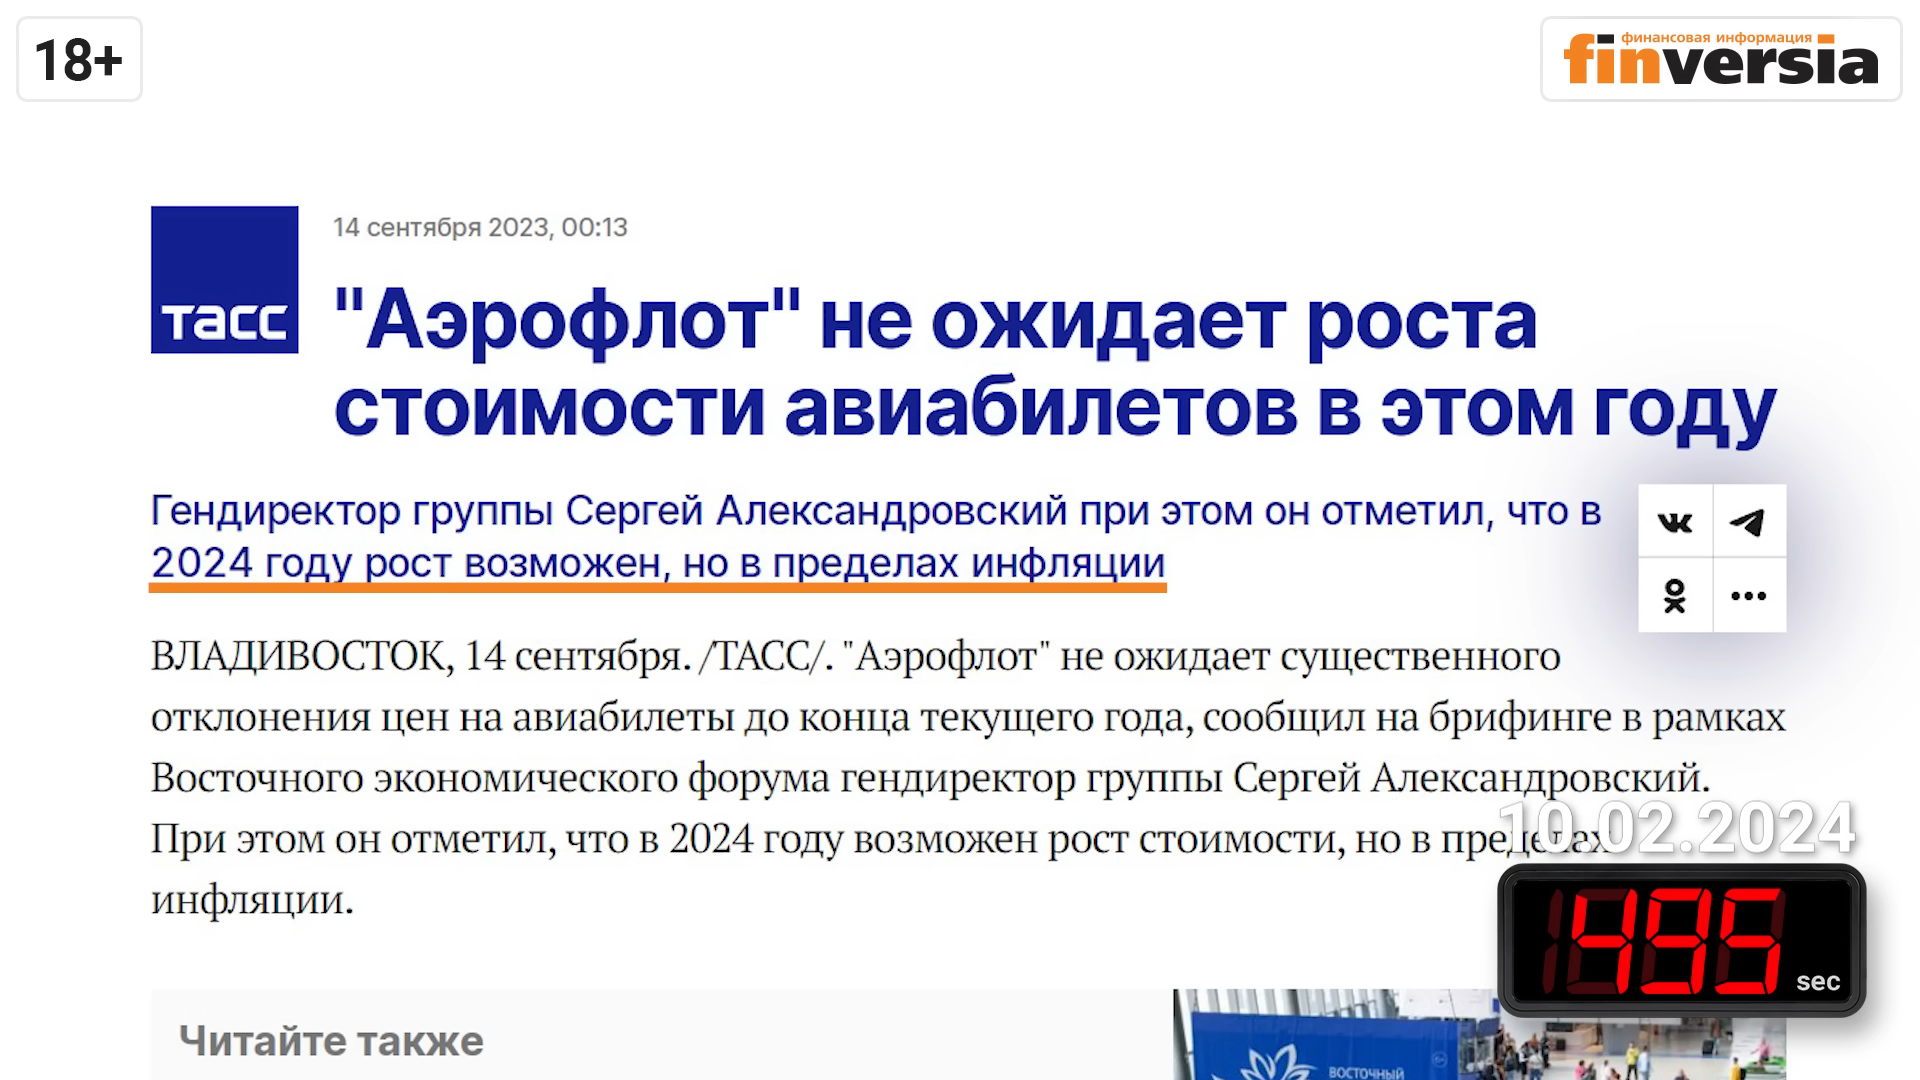 18+
финансовая информация
finversia
14 сентября 2023, 00:13
тасс
"Аэрофлот" не ожидает роста
стоимости авиабилетов в этом году
Гендиректор группы Сергей Александровский при этом он отметил, что в
2024 году рост возможен, но в пределах инфляции
ВЛАДИВОСТОК, 14 сентября. /ТАСС/. "Аэрофлот" не ожидает существенного
отклонения цен на авиабилеты до конца текущего года, сообщил на брифинге в рамках
Восточного экономического форума гендиректор группы Сергей Александровский.
При этом он отметил, что в 2024 году возможен рост стоимости, но в пределах
инфляции.
10.02.2024
495
sec
Читайте также
ВОСТОЧНЫЙ